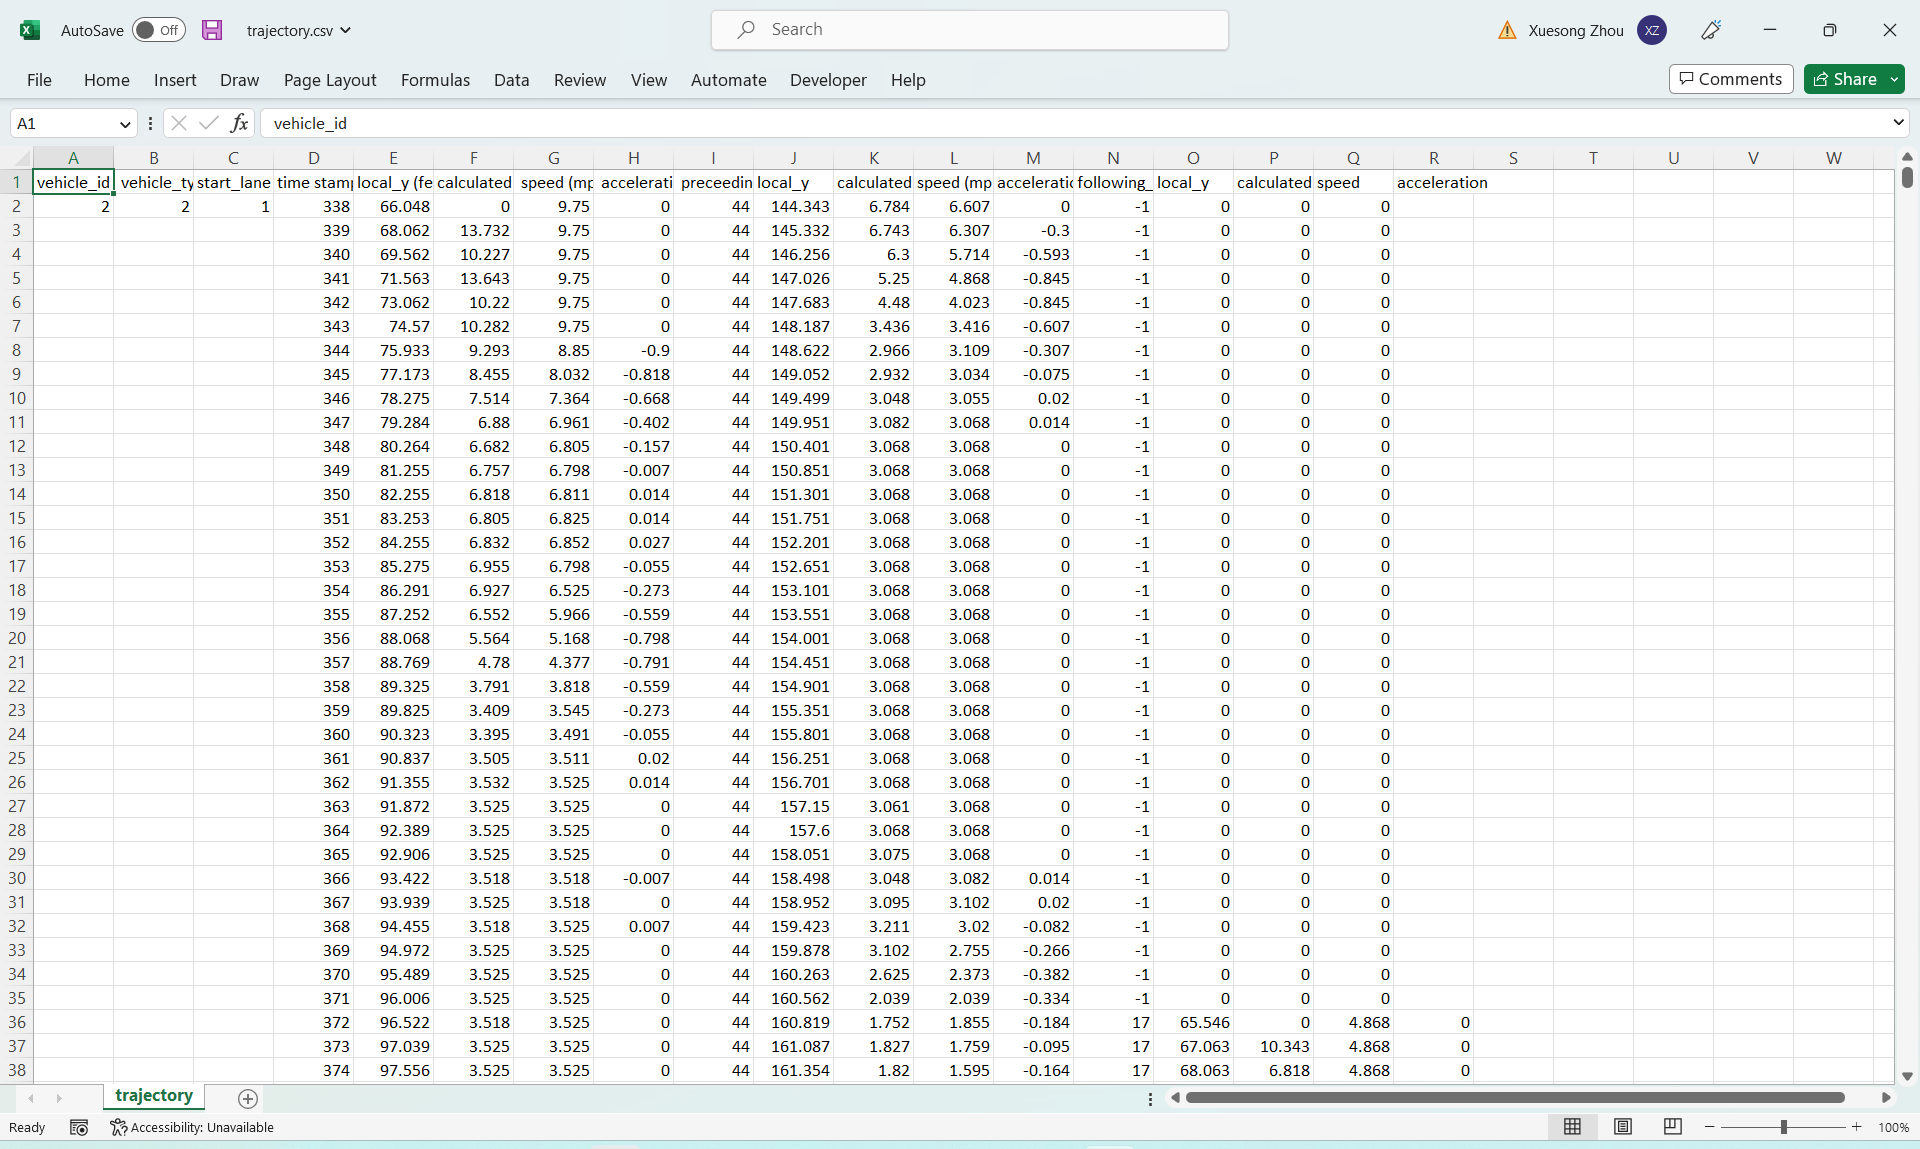 AutoSave Off trajectory.csv Search Xuesong Zhou XZ
File Home Insert Draw Page Layout Formulas Data Review View Automate Developer Help Comments Share
A1 fx vehicle_id
A B C D E F G H I J K L M N O P Q R S T U V W
1 vehicle_id vehicle_ty start_lane time stam local_y (fe calculated speed (mp accelerati preceedin local_y calculated speed (mp acceleratio following_ local_y calculated speed acceleration
2 2 2 1 338 66.048 0 9.75 0 44 144.343 6.784 6.607 0 -1 0 0 0
3 339 68.062 13.732 9.75 0 44 145.332 6.743 6.307 -0.3 -1 0 0 0
4 340 69.562 10.227 9.75 0 44 146.256 6.3 5.714 -0.593 -1 0 0 0
5 341 71.563 13.643 9.75 0 44 147.026 5.25 4.868 -0.845 -1 0 0 0
6 342 73.062 10.22 9.75 0 44 147.683 4.48 4.023 -0.845 -1 0 0 0
7 343 74.57 10.282 9.75 0 44 148.187 3.436 3.416 -0.607 -1 0 0 0
8 344 75.933 9.293 8.85 -0.9 44 148.622 2.966 3.109 -0.307 -1 0 0 0
9 345 77.173 8.455 8.032 -0.818 44 149.052 2.932 3.034 -0.075 -1 0 0 0
10 346 78.275 7.514 7.364 -0.668 44 149.499 3.048 3.055 0.02 -1 0 0 0
11 347 79.284 6.88 6.961 -0.402 44 149.951 3.082 3.068 0.014 -1 0 0 0
12 348 80.264 6.682 6.805 -0.157 44 150.401 3.068 3.068 0 -1 0 0 0
13 349 81.255 6.757 6.798 -0.007 44 150.851 3.068 3.068 0 -1 0 0 0
14 350 82.255 6.818 6.811 0.014 44 151.301 3.068 3.068 0 -1 0 0 0
15 351 83.253 6.805 6.825 0.014 44 151.751 3.068 3.068 0 -1 0 0 0
16 352 84.255 6.832 6.852 0.027 44 152.201 3.068 3.068 0 -1 0 0 0
17 353 85.275 6.955 6.798 -0.055 44 152.651 3.068 3.068 0 -1 0 0 0
18 354 86.291 6.927 6.525 -0.273 44 153.101 3.068 3.068 0 -1 0 0 0
19 355 87.252 6.552 5.966 -0.559 44 153.551 3.068 3.068 0 -1 0 0 0
20 356 88.068 5.564 5.168 -0.798 44 154.001 3.068 3.068 0 -1 0 0 0
21 357 88.769 4.78 4.377 -0.791 44 154.451 3.068 3.068 0 -1 0 0 0
22 358 89.325 3.791 3.818 -0.559 44 154.901 3.068 3.068 0 -1 0 0 0
23 359 89.825 3.409 3.545 -0.273 44 155.351 3.068 3.068 0 -1 0 0 0
24 360 90.323 3.395 3.491 -0.055 44 155.801 3.068 3.068 0 -1 0 0 0
25 361 90.837 3.505 3.511 0.02 44 156.251 3.068 3.068 0 -1 0 0 0
26 362 91.355 3.532 3.525 0.014 44 156.701 3.068 3.068 0 -1 0 0 0
27 363 91.872 3.525 3.525 0 44 157.15 3.061 3.068 0 -1 0 0 0
28 364 92.389 3.525 3.525 0 44 157.6 3.068 3.068 0 -1 0 0 0
29 365 92.906 3.525 3.525 0 44 158.051 3.075 3.068 0 -1 0 0 0
30 366 93.422 3.518 3.518 -0.007 44 158.498 3.048 3.082 0.014 -1 0 0 0
31 367 93.939 3.525 3.518 0 44 158.952 3.095 3.102 0.02 -1 0 0 0
32 368 94.455 3.518 3.525 0.007 44 159.423 3.211 3.02 -0.082 -1 0 0 0
33 369 94.972 3.525 3.525 0 44 159.878 3.102 2.755 -0.266 -1 0 0 0
34 370 95.489 3.525 3.525 0 44 160.263 2.625 2.373 -0.382 -1 0 0 0
35 371 96.006 3.525 3.525 0 44 160.562 2.039 2.039 -0.334 -1 0 0 0
36 372 96.522 3.518 3.525 0 44 160.819 1.752 1.855 -0.184 17 65.546 0 4.868 0
37 373 97.039 3.525 3.525 0 44 161.087 1.827 1.759 -0.095 17 67.063 10.343 4.868 0
38 374 97.556 3.525 3.525 0 44 161.354 1.82 1.595 -0.164 17 68.063 6.818 4.868 0
trajectory
Ready Accessibility: Unavailable 100%